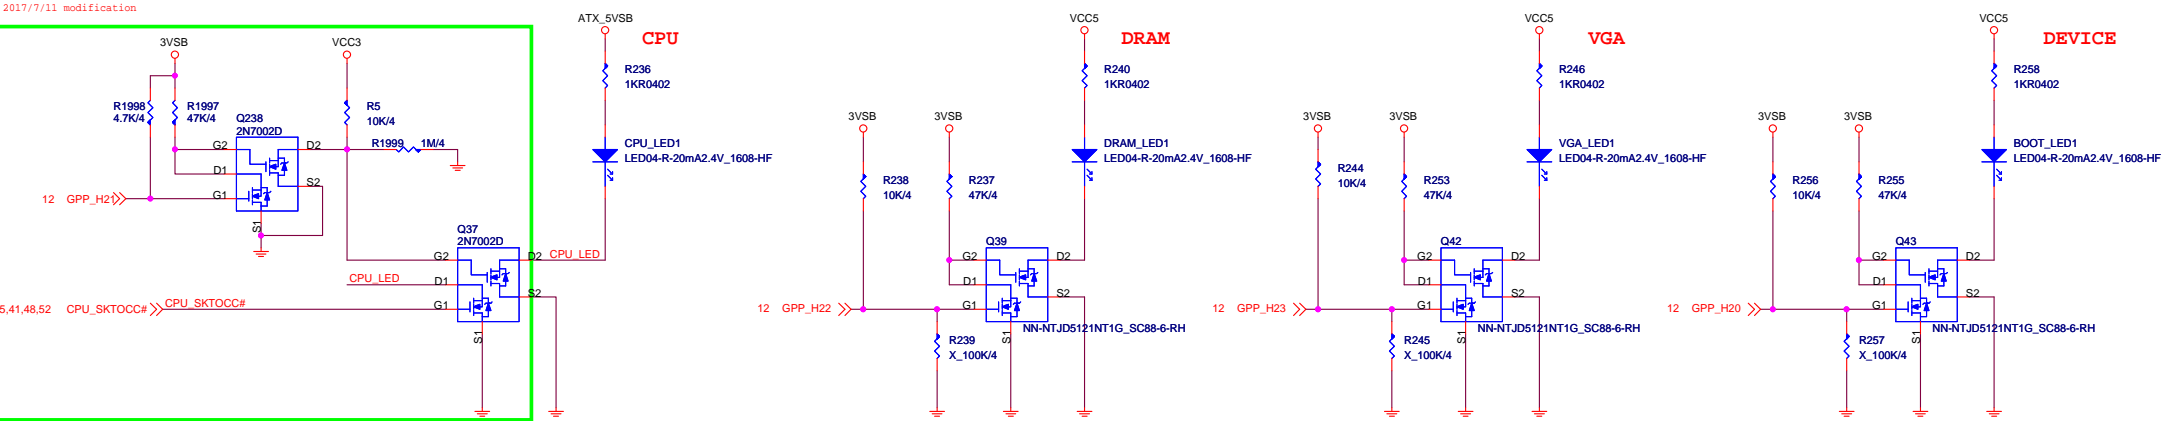 2017/7/11 modification
ATX_5VSB
CPU
VCC5
DRAM
VCC5
VGA
VCC5
DEVICE
3VSB
VCC3
R236
1KR0402
R240
1KR0402
R246
1KR0402
R258
1KR0402
R1998
4.7K/4
R1997
47K/4
Q238
2N7002D
R5
10K/4
R1999
1M/4
G2
D2
D1
S2
G1
S1
12 GPP_H21
CPU_LED1
LED04-R-20mA2.4V_1608-HF
3VSB
3VSB
DRAM_LED1
LED04-R-20mA2.4V_1608-HF
3VSB
3VSB
VGA_LED1
LED04-R-20mA2.4V_1608-HF
3VSB
3VSB
BOOT_LED1
LED04-R-20mA2.4V_1608-HF
R238
10K/4
R237
47K/4
R244
10K/4
R253
47K/4
R256
10K/4
R255
47K/4
Q37
2N7002D
G2
D2
CPU_LED
CPU_LED
D1
S2
5,41,48,52 CPU_SKTOCC#
CPU_SKTOCC#
G1
S1
Q39
G2
D2
D1
S2
12 GPP_H22
G1
S1
NN-NTJD5121NT1G_SC88-6-RH
R239
X_100K/4
Q42
G2
D2
D1
S2
12 GPP_H23
G1
S1
NN-NTJD5121NT1G_SC88-6-RH
R245
X_100K/4
Q43
G2
D2
D1
S2
12 GPP_H20
G1
S1
NN-NTJD5121NT1G_SC88-6-RH
R257
X_100K/4